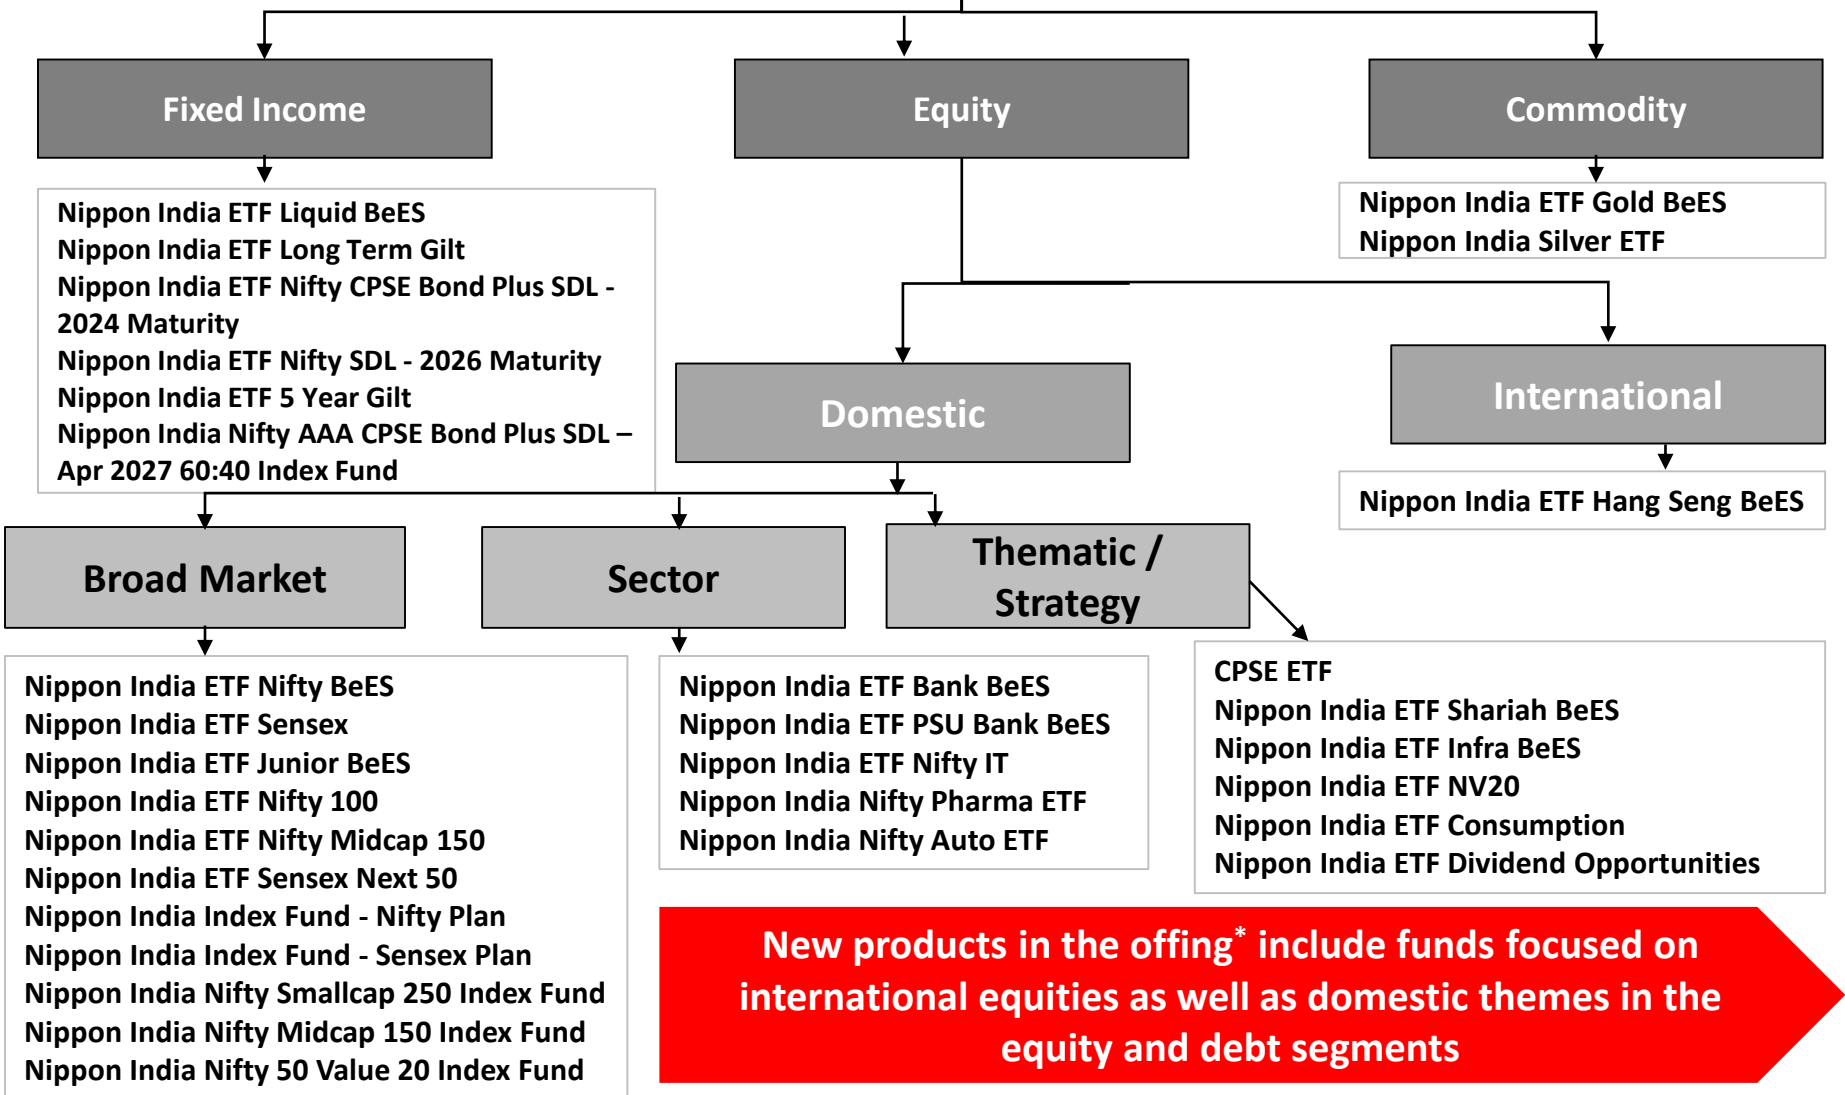 Fixed Income
Equity
Commodity
Nippon India ETF Liquid BeES
Nippon India ETF Long Term Gilt
Nippon India ETF Nifty CPSE Bond Plus SDL -
2024 Maturity
Nippon India ETF Nifty SDL - 2026 Maturity
Nippon India ETF 5 Year Gilt
Nippon India Nifty AAA CPSE Bond Plus SDL –
Apr 2027 60:40 Index Fund
Nippon India ETF Gold BeES
Nippon India Silver ETF
Domestic
International
Nippon India ETF Hang Seng BeES
Broad Market
Sector
Thematic /
Strategy
Nippon India ETF Nifty BeES
Nippon India ETF Sensex
Nippon India ETF Junior BeES
Nippon India ETF Nifty 100
Nippon India ETF Nifty Midcap 150
Nippon India ETF Sensex Next 50
Nippon India Index Fund - Nifty Plan
Nippon India Index Fund - Sensex Plan
Nippon India Nifty Smallcap 250 Index Fund
Nippon India Nifty Midcap 150 Index Fund
Nippon India Nifty 50 Value 20 Index Fund
Nippon India ETF Bank BeES
Nippon India ETF PSU Bank BeES
Nippon India ETF Nifty IT
Nippon India Nifty Pharma ETF
Nippon India Nifty Auto ETF
CPSE ETF
Nippon India ETF Shariah BeES
Nippon India ETF Infra BeES
Nippon India ETF NV20
Nippon India ETF Consumption
Nippon India ETF Dividend Opportunities
New products in the offing* include funds focused on
international equities as well as domestic themes in the
equity and debt segments